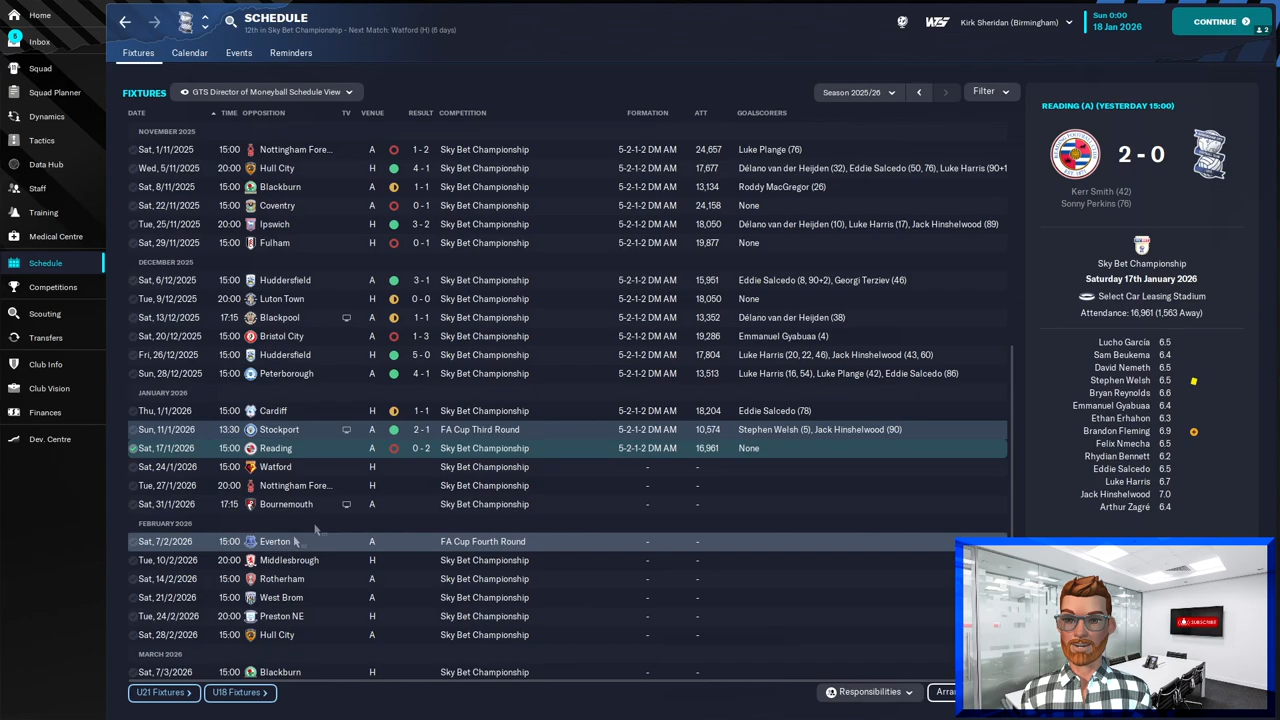 Home
SCHEDULE
12th in Sky Bet Championship - Next Match: Watford (H) (6 days)
Kirk Sheridan (Birmingham)
Sun 0:00
18 Jan 2026
CONTINUE
2
5
Inbox
Squad
Squad Planner
Dynamics
Tactics
Data Hub
Staff
Training
Medical Centre
Schedule
Competitions
Scouting
Transfers
Club Info
Club Vision
Finances
Dev. Centre
Fixtures Calendar Events Reminders
FIXTURES GTS Director of Moneyball Schedule View Season 2025/26 Filter
DATE TIME OPPOSITION TV VENUE RESULT COMPETITION FORMATION ATT GOALSCORERS
NOVEMBER 2025
Sat, 1/11/2025 15:00 Nottingham Fore... A 1 - 2 Sky Bet Championship 5-2-1-2 DM AM 24,657 Luke Plange (76)
Wed, 5/11/2025 20:00 Hull City H 4 - 1 Sky Bet Championship 5-2-1-2 DM AM 17,677 Délano van der Heijden (32), Eddie Salcedo (50, 76), Luke Harris (90+1
Sat, 8/11/2025 15:00 Blackburn A 1 - 1 Sky Bet Championship 5-2-1-2 DM AM 13,134 Roddy MacGregor (26)
Sat, 22/11/2025 15:00 Coventry A 0 - 1 Sky Bet Championship 5-2-1-2 DM AM 24,158 None
Tue, 25/11/2025 20:00 Ipswich H 3 - 2 Sky Bet Championship 5-2-1-2 DM AM 18,050 Délano van der Heijden (10), Luke Harris (17), Jack Hinshelwood (89)
Sat, 29/11/2025 15:00 Fulham H 0 - 1 Sky Bet Championship 5-2-1-2 DM AM 19,877 None
DECEMBER 2025
Sat, 6/12/2025 15:00 Huddersfield A 3 - 1 Sky Bet Championship 5-2-1-2 DM AM 15,951 Eddie Salcedo (8, 90+2), Georgi Terziev (46)
Tue, 9/12/2025 20:00 Luton Town H 0 - 0 Sky Bet Championship 5-2-1-2 DM AM 18,050 None
Sat, 13/12/2025 17:15 Blackpool A 1 - 1 Sky Bet Championship 5-2-1-2 DM AM 13,352 Délano van der Heijden (38)
Sat, 20/12/2025 15:00 Bristol City A 1 - 3 Sky Bet Championship 5-2-1-2 DM AM 19,286 Emmanuel Gyabuaa (4)
Fri, 26/12/2025 15:00 Huddersfield H 5 - 0 Sky Bet Championship 5-2-1-2 DM AM 17,804 Luke Harris (20, 22, 46), Jack Hinshelwood (43, 60)
Sun, 28/12/2025 15:00 Peterborough A 4 - 1 Sky Bet Championship 5-2-1-2 DM AM 13,513 Luke Harris (16, 54), Luke Plange (42), Eddie Salcedo (86)
JANUARY 2026
Thu, 1/1/2026 15:00 Cardiff H 1 - 1 Sky Bet Championship 5-2-1-2 DM AM 18,204 Eddie Salcedo (78)
Sun, 11/1/2026 13:30 Stockport A 2 - 1 FA Cup Third Round 5-2-1-2 DM AM 10,574 Stephen Welsh (5), Jack Hinshelwood (90)
Sat, 17/1/2026 15:00 Reading A 0 - 2 Sky Bet Championship 5-2-1-2 DM AM 16,961 None
Sat, 24/1/2026 15:00 Watford H Sky Bet Championship - -
Tue, 27/1/2026 20:00 Nottingham Fore... H Sky Bet Championship - -
Sat, 31/1/2026 17:15 Bournemouth A Sky Bet Championship - -
FEBRUARY 2026
Sat, 7/2/2026 15:00 Everton A FA Cup Fourth Round - -
Tue, 10/2/2026 20:00 Middlesbrough H Sky Bet Championship - -
Sat, 14/2/2026 15:00 Rotherham A Sky Bet Championship - -
Sat, 21/2/2026 15:00 West Brom A Sky Bet Championship - -
Tue, 24/2/2026 20:00 Preston NE H Sky Bet Championship - -
Sat, 28/2/2026 15:00 Hull City A Sky Bet Championship - -
MARCH 2026
Sat, 7/3/2026 15:00 Blackburn H Sky Bet Championship - -
U21 Fixtures U18 Fixtures Responsibilities Arran
READING (A) (YESTERDAY 15:00)
2 - 0
Kerr Smith (42)
Sonny Perkins (76)
Sky Bet Championship
Saturday 17th January 2026
Select Car Leasing Stadium
Attendance: 16,961 (1,563 Away)
Lucho García 6.5
Sam Beukema 6.4
David Nemeth 6.5
Stephen Welsh 6.5
Bryan Reynolds 6.6
Emmanuel Gyabuaa 6.4
Ethan Erhahon 6.3
Brandon Fleming 6.9
Felix Nmecha 6.5
Rhydian Bennett 6.2
Eddie Salcedo 6.5
Luke Harris 6.7
Jack Hinshelwood 7.0
Arthur Zagré 6.4
SUBSCRIBE